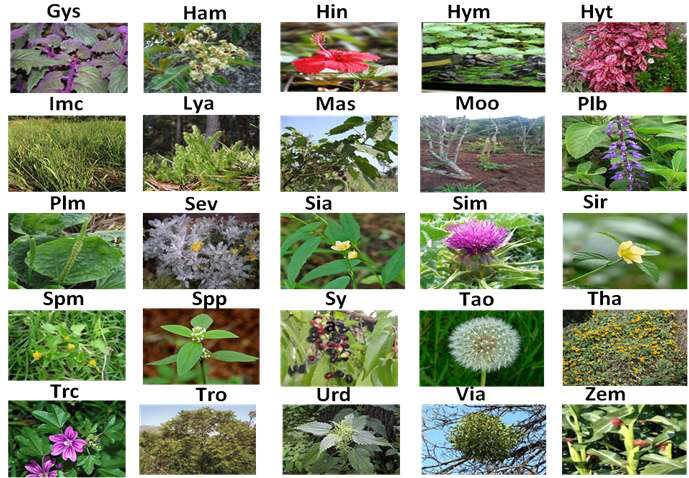 Gys Ham Hin Hym Hyt
Imc Lya Mas Moo Plb
Plm Sev Sia Sim Sir
Spm Spp Sy Tao Tha
Trc Tro Urd Via Zem